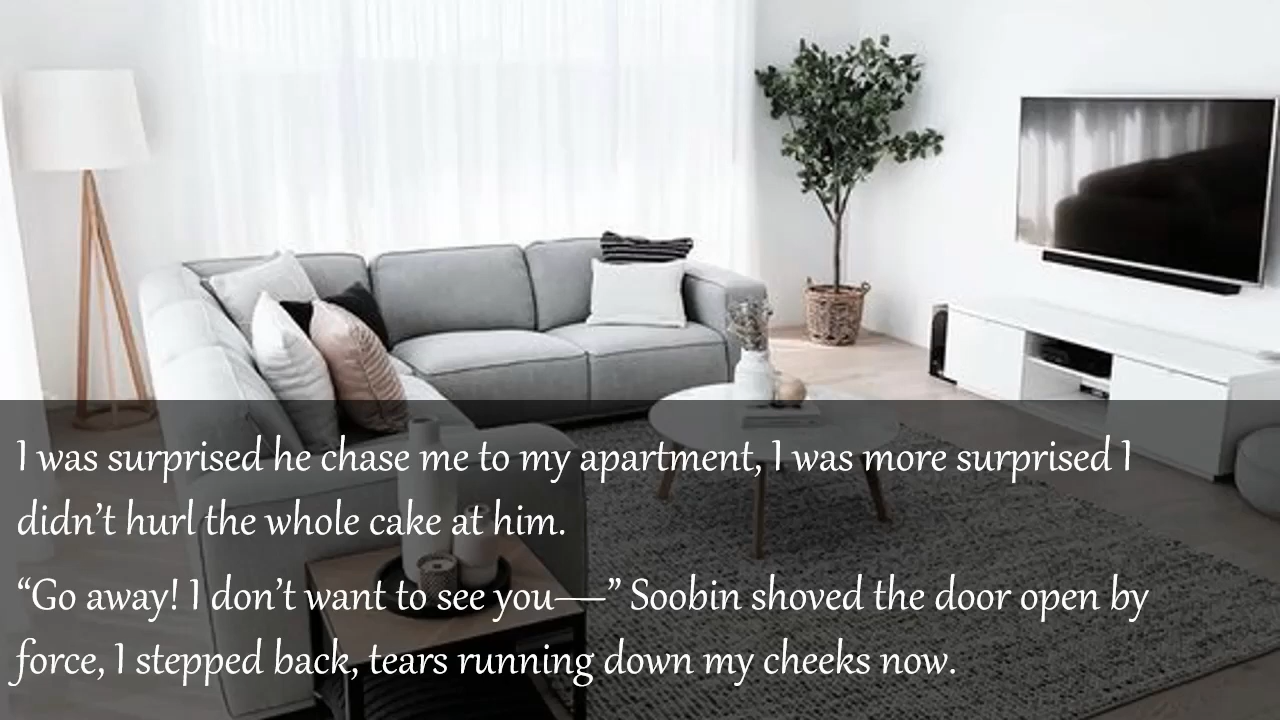 I was surprised he chase me to my apartment, I was more surprised I
didn’t hurl the whole cake at him.
“Go away! I don’t want to see you—–” Soobin shoved the door open by
force, I stepped back, tears running down my cheeks now.